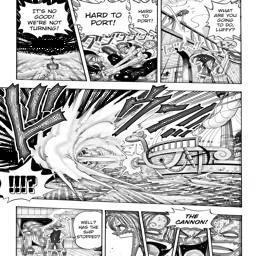 IT'S NO
GOOD!
WE'RE NOT
TURNING!
HARD TO
PORT!
HARD
TO
PORT!
WHAT
ARE YOU
GOING
TO DO,
LUFFY?
!!!?
WELL?
HAS THE
SHIP
STOPPED?
THE
CANNON!